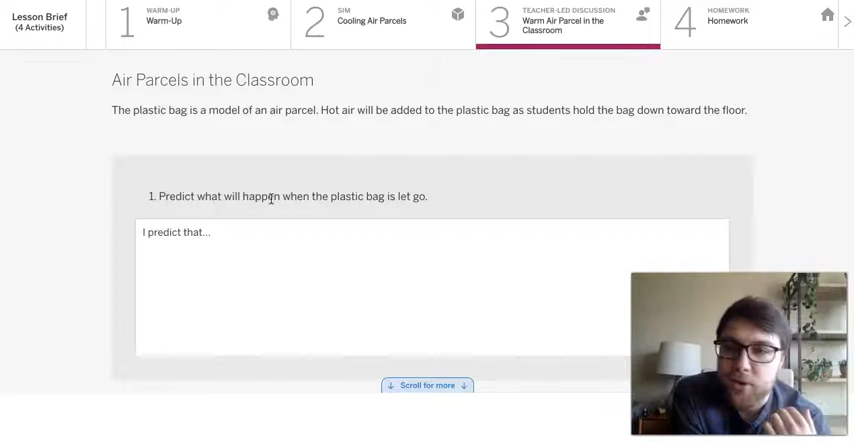 Lesson Brief
(4 Activities)
1
WARM-UP
Warm-Up
2
SIM
Cooling Air Parcels
3
TEACHER-LED DISCUSSION
Warm Air Parcel in the
Classroom
4
HOMEWORK
Homework
Air Parcels in the Classroom
The plastic bag is a model of an air parcel. Hot air will be added to the plastic bag as students hold the bag down toward the floor.
1. Predict what will happen when the plastic bag is let go.
I predict that...
Scroll for more